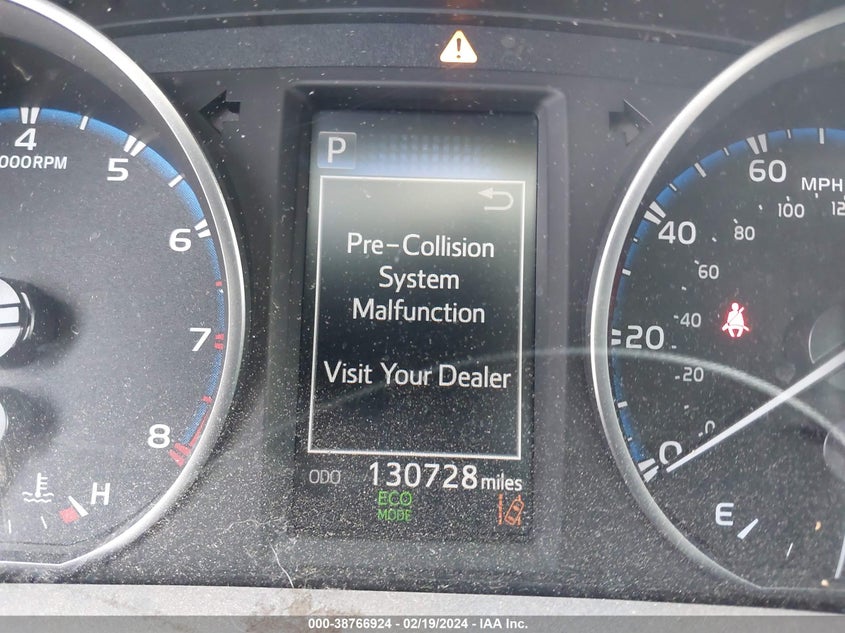 4
5
6
7
8
000RPM
H
P
Pre-Collision
System
Malfunction
Visit Your Dealer
ODO 130728 miles
ECO
MODE
60
MPH
100
40
80
60
20
40
20
0
0
E
000-38766924 - 02/19/2024 - IAA Inc.